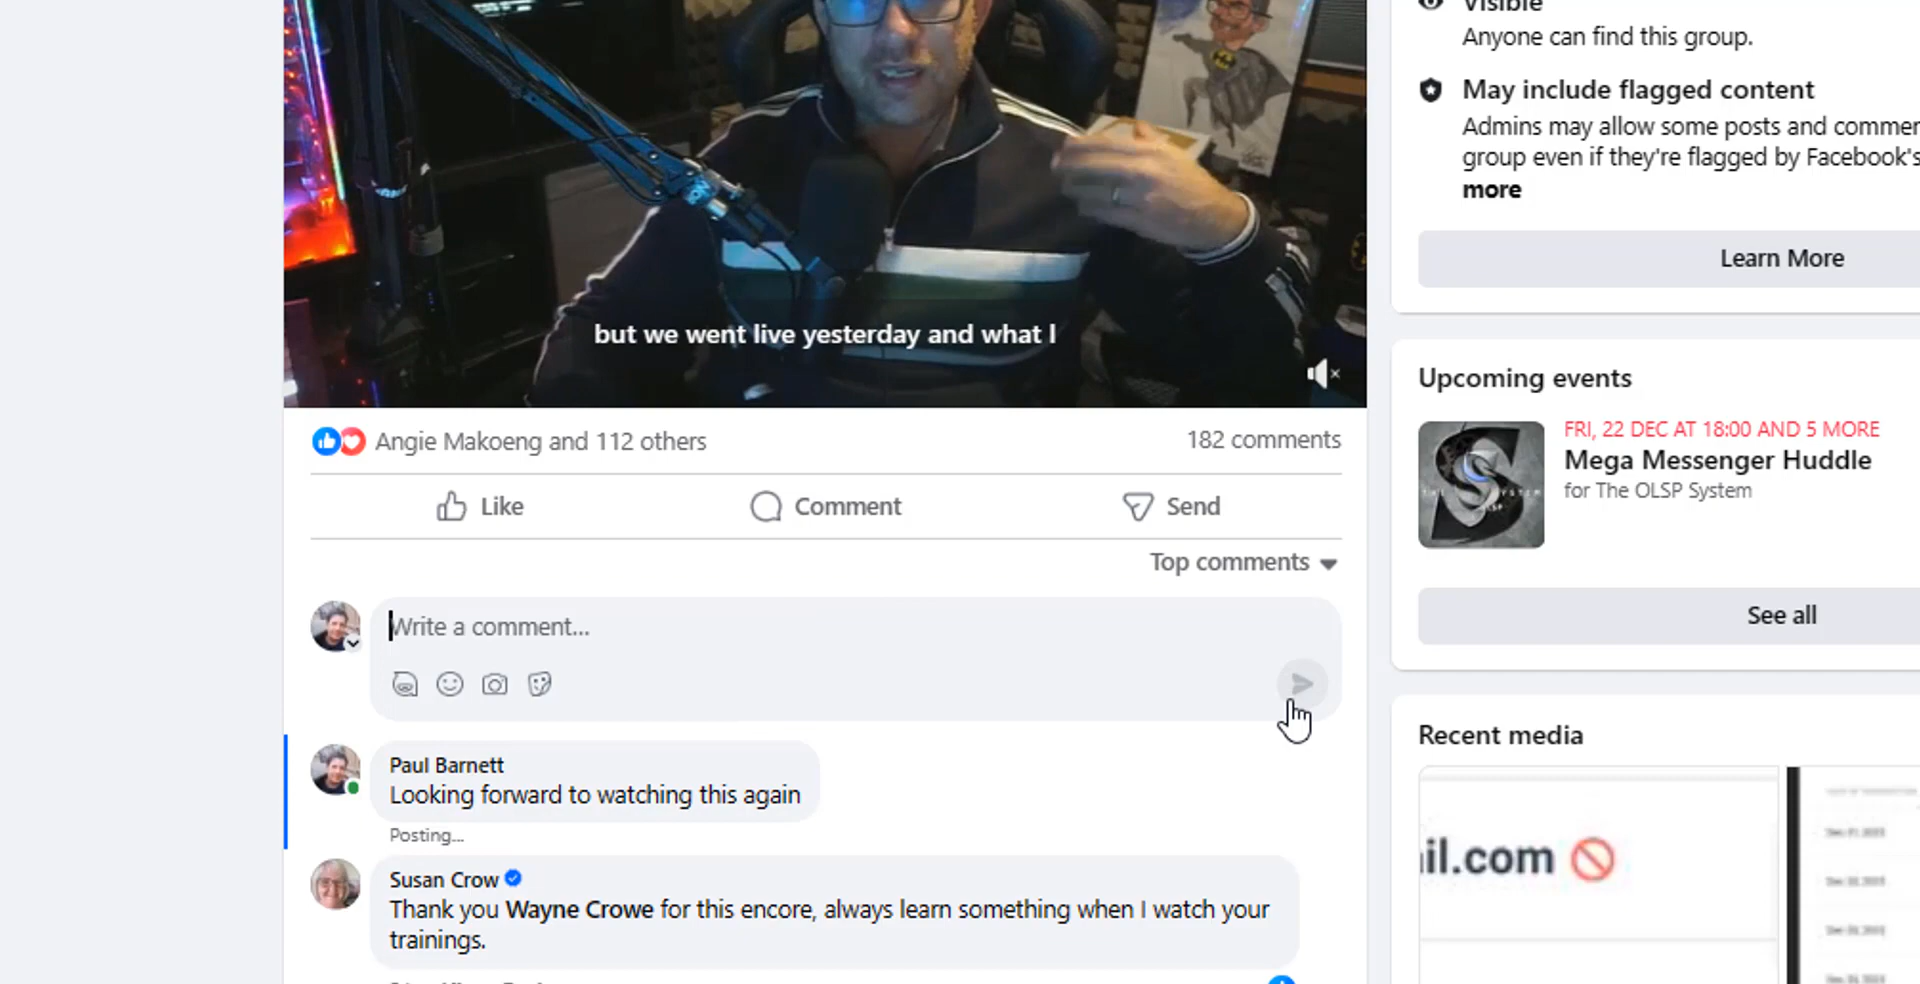 Visible
Anyone can find this group.
May include flagged content
Admins may allow some posts and commen
group even if they're flagged by Facebook's
more
Learn More
but we went live yesterday and what I
Upcoming events
FRI, 22 DEC AT 18:00 AND 5 MORE
Mega Messenger Huddle
for The OLSP System
See all
Angie Makoeng and 112 others
182 comments
Like
Comment
Send
Top comments
Write a comment...
Paul Barnett
Looking forward to watching this again
Posting...
Susan Crow
Thank you Wayne Crowe for this encore, always learn something when I watch your
trainings.
Recent media
il.com